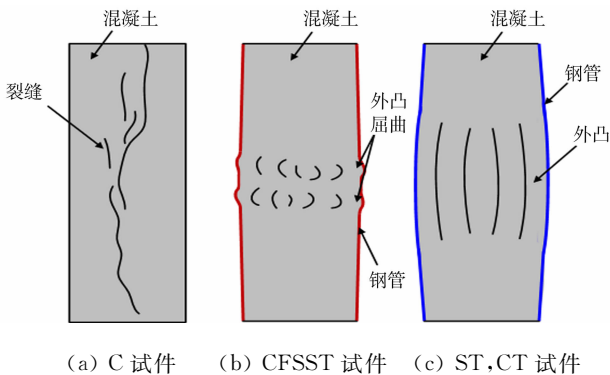 混凝土
裂缝
混凝土
外凸
屈曲
钢管
混凝土
钢管
外凸
(a) C 试件
(b) CFSST 试件
(c) ST,CT 试件